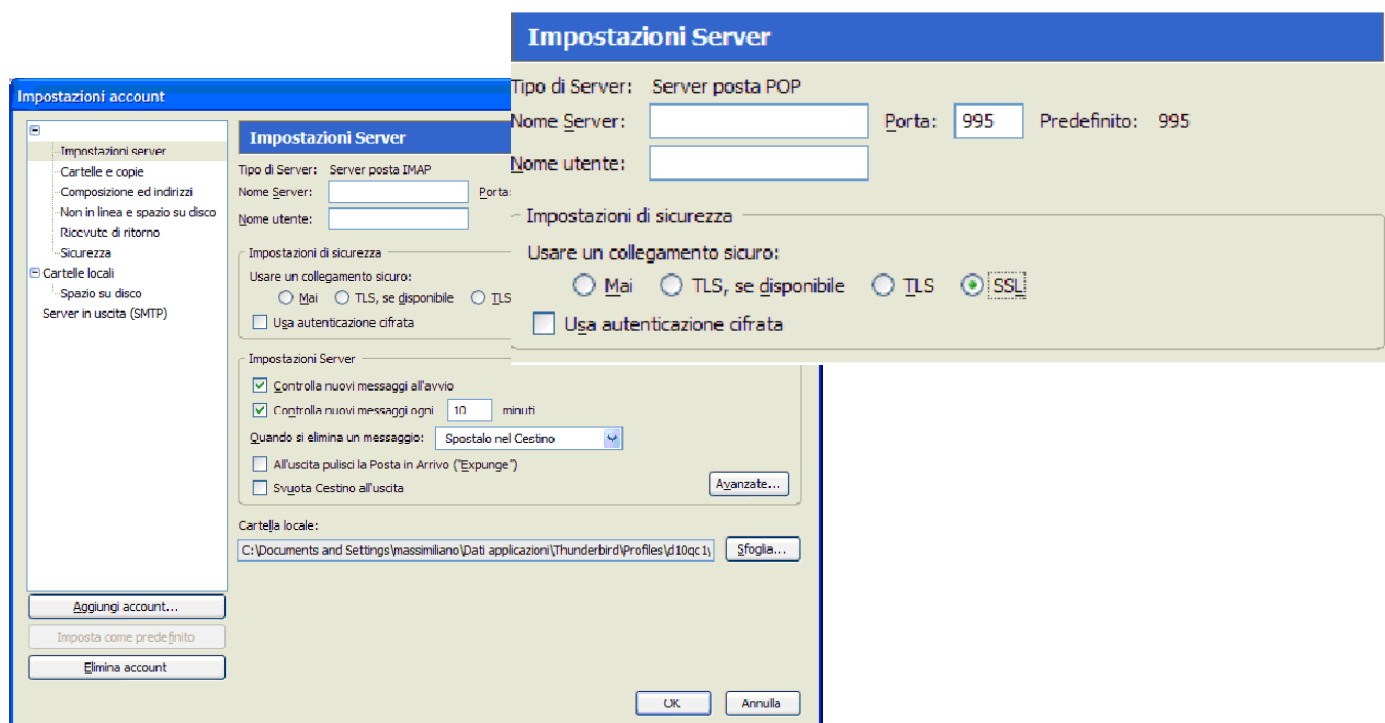 Impostazioni Server
Tipo di Server: Server posta POP
Nome Server: Porta: 995 Predefinito: 995
Nome utente:
Impostazioni di sicurezza
Usare un collegamento sicuro:
Mai TLS, se disponibile TLS SSL
Usa autenticazione cifrata
Impostazioni account
Impostazioni server
Cartelle e copie
Composizione ed indirizzi
Non in linea e spazio su disco
Ricevute di ritorno
Sicurezza
Cartelle locali
Spazio su disco
Server in uscita (SMTP)
Aggiungi account...
Imposta come predefinito
Elimina account
Impostazioni Server
Tipo di Server: Server posta IMAP
Nome Server: Porta:
Nome utente:
Impostazioni di sicurezza
Usare un collegamento sicuro:
Mai TLS, se disponibile TLS
Usa autenticazione cifrata
Impostazioni Server
Controlla nuovi messaggi all'avvio
Controlla nuovi messaggi ogni 10 minuti
Quando si elimina un messaggio: Spostalo nel Cestino
All'uscita pulisci la Posta in Arrivo ("Expunge")
Svuota Cestino all'uscita
Avanzate...
Cartella locale:
C:\Documents and Settings\massimiliano\Dati applicazioni\Thunderbird\Profiles\d10qc1y Sfoglia...
OK Annulla